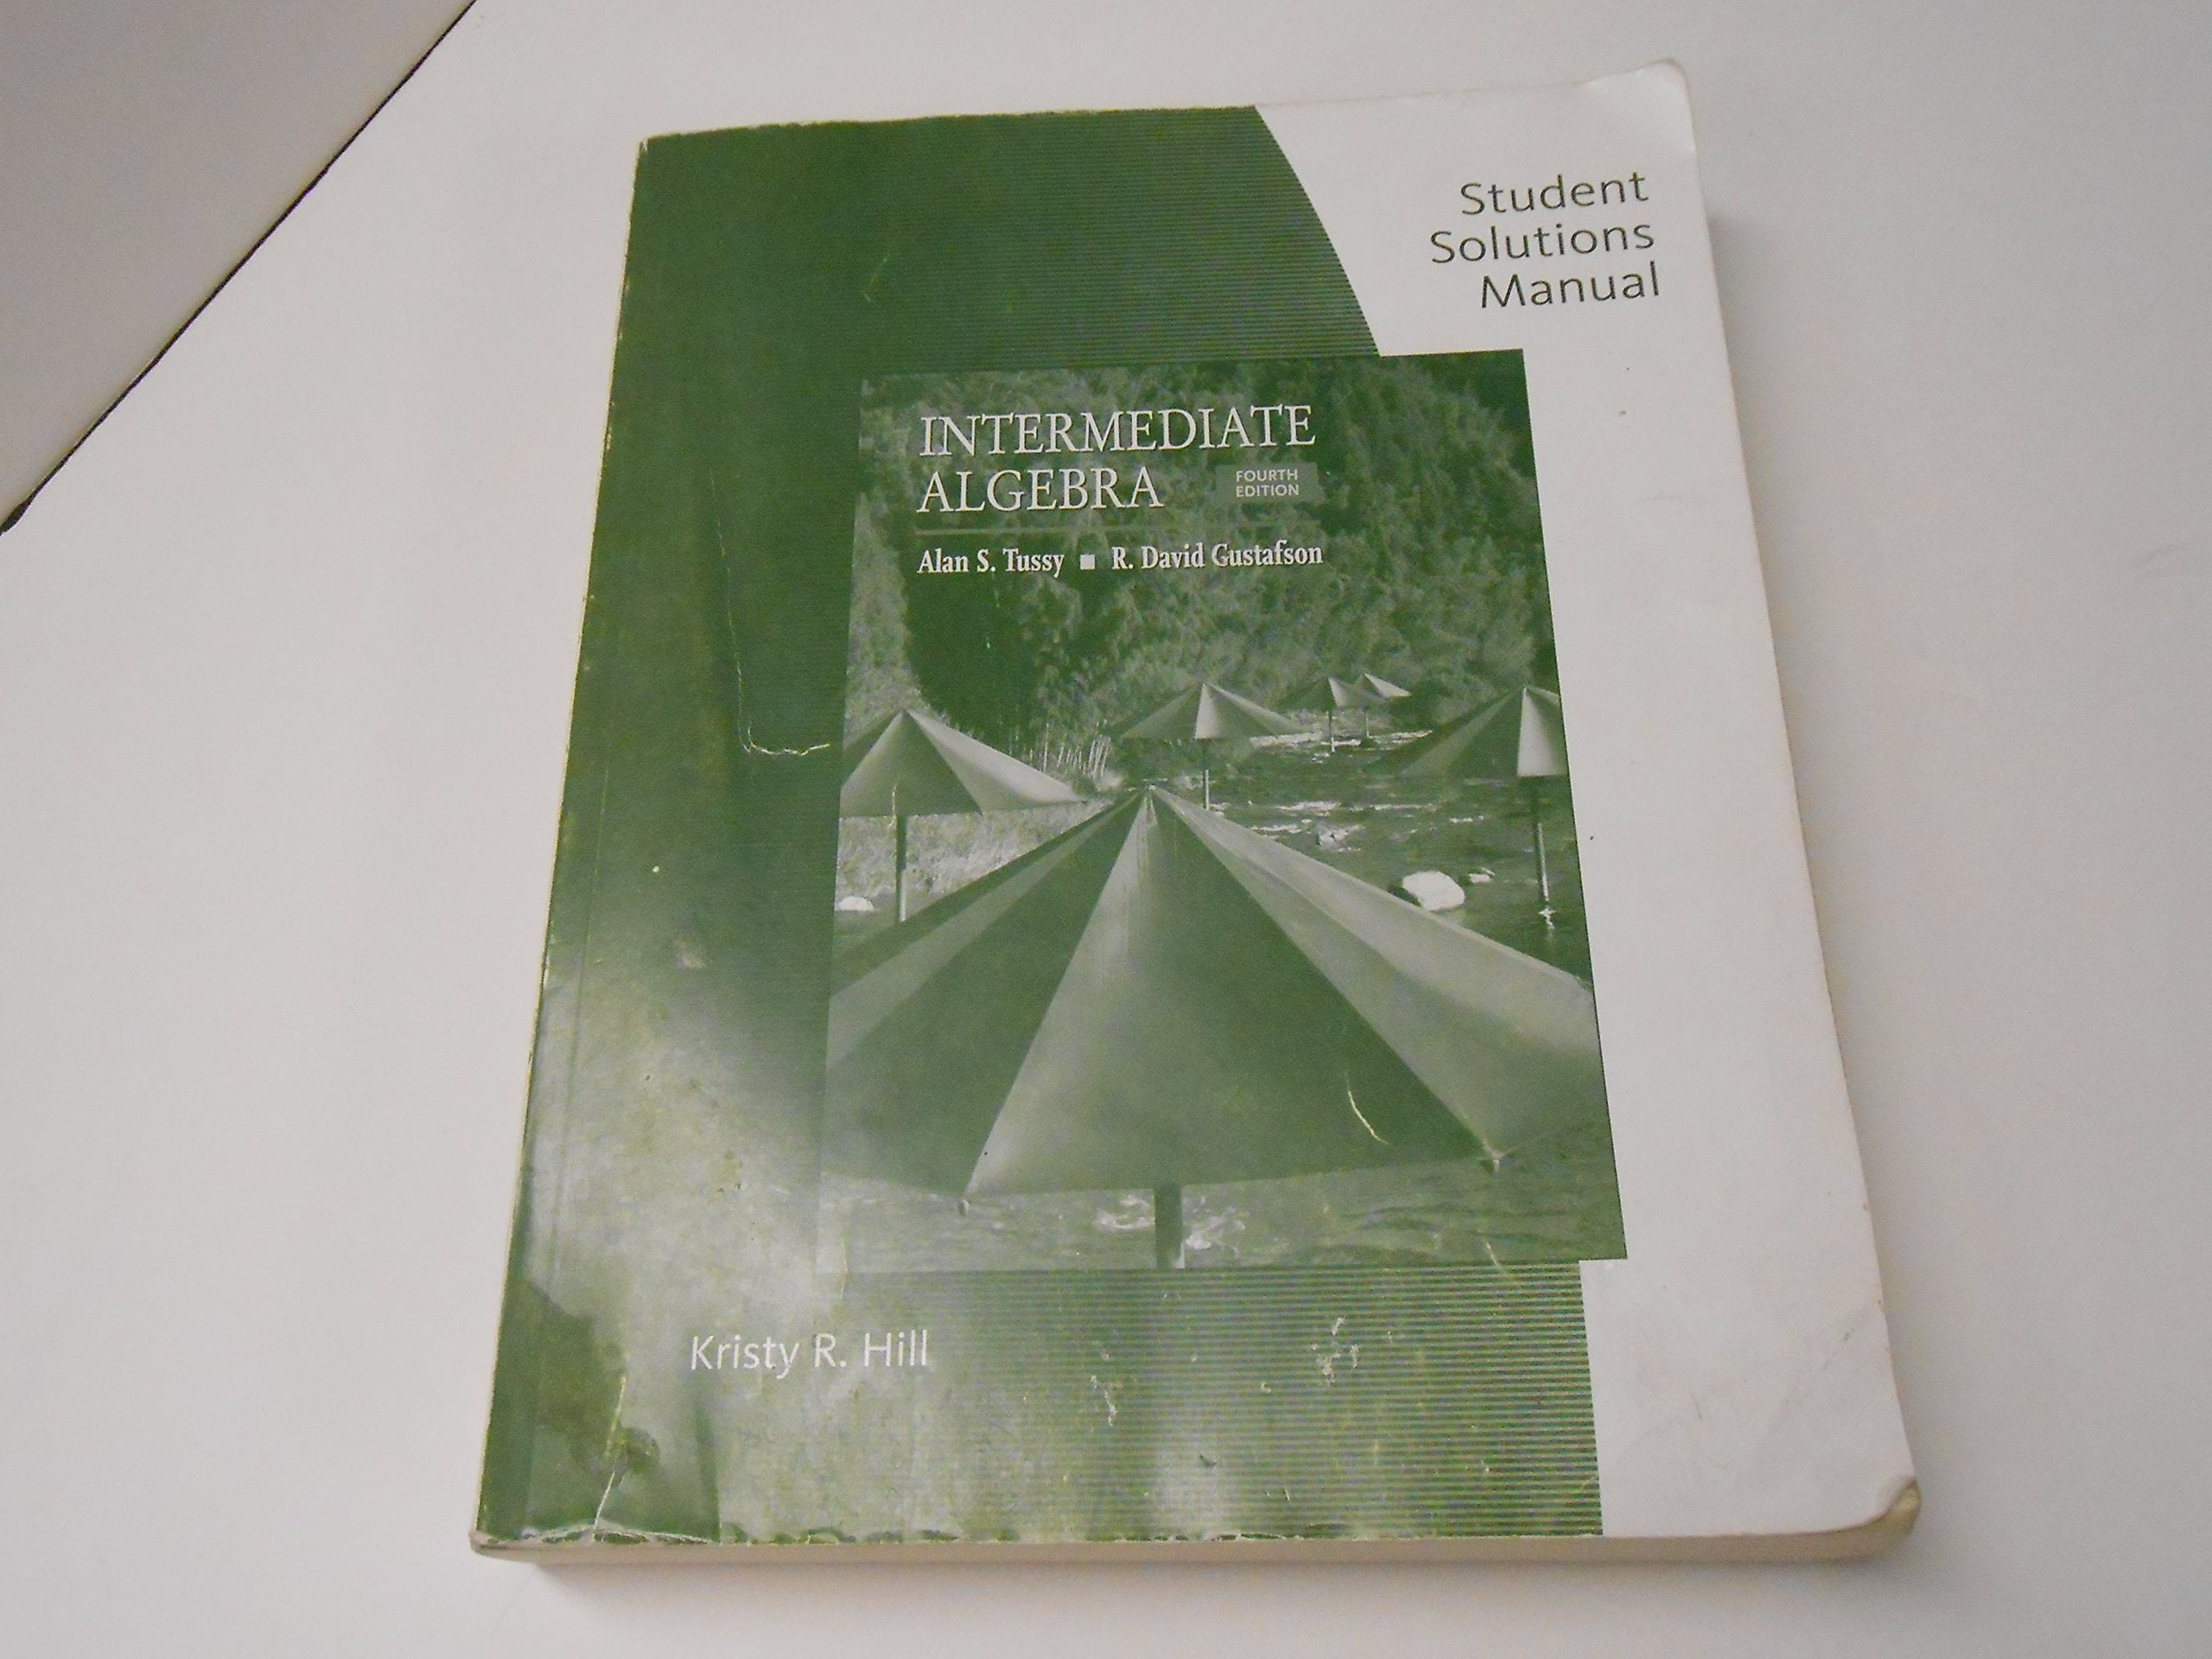 Student
Solutions
Manual
INTERMEDIATE
ALGEBRA
FOURTH
EDITION
Alan S. Tussy ■ R. David Gustafson
Kristy R. Hill